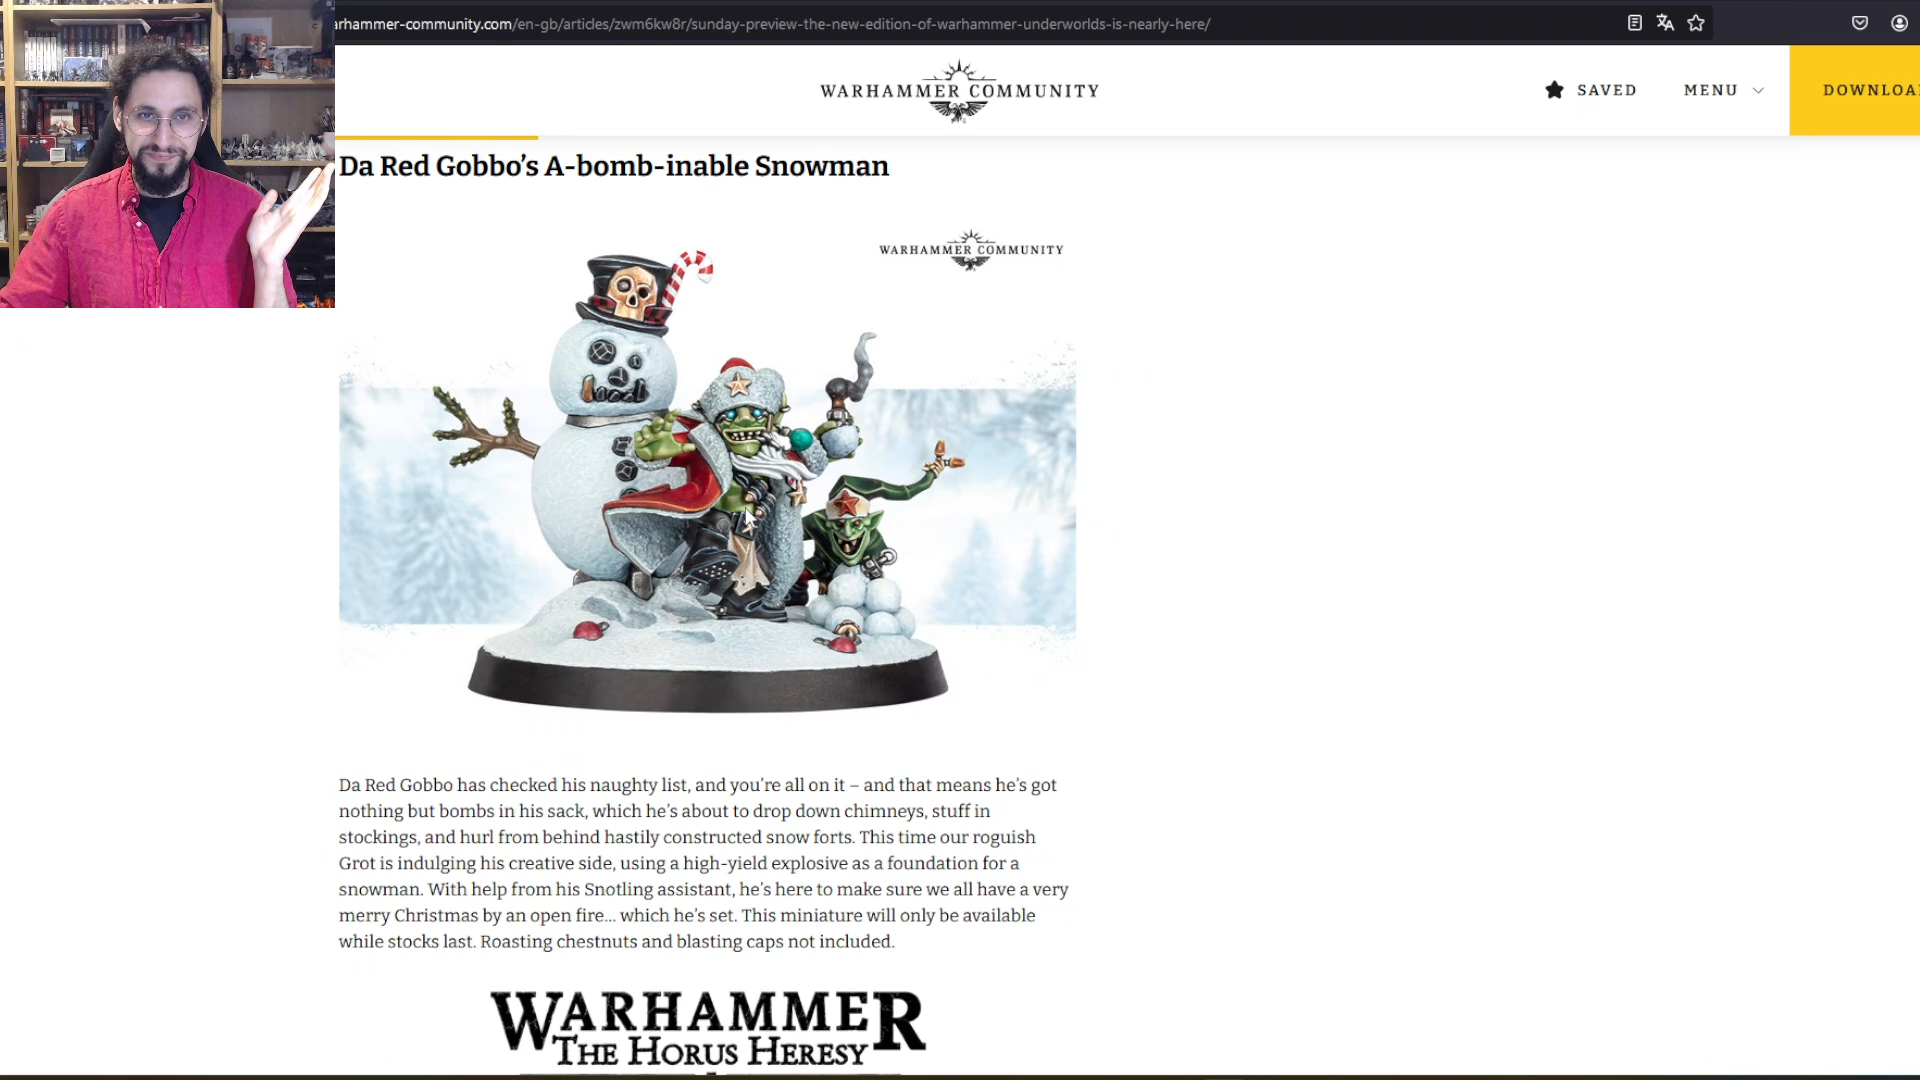 arhammer-community.com/en-gb/articles/zwm6kw8r/sunday-preview-the-new-edition-of-warhammer-underworlds-is-nearly-here/
WARHAMMER COMMUNITY
SAVED
MENU
DOWNLOA
Da Red Gobbo’s A-bomb-inable Snowman
WARHAMMER COMMUNITY
Da Red Gobbo has checked his naughty list, and you’re all on it – and that means he’s got
nothing but bombs in his sack, which he’s about to drop down chimneys, stuff in
stockings, and hurl from behind hastily constructed snow forts. This time our roguish
Grot is indulging his creative side, using a high-yield explosive as a foundation for a
snowman. With help from his Snotling assistant, he’s here to make sure we all have a very
merry Christmas by an open fire… which he’s set. This miniature will only be available
while stocks last. Roasting chestnuts and blasting caps not included.
WARHAMMER
THE HORUS HERESY